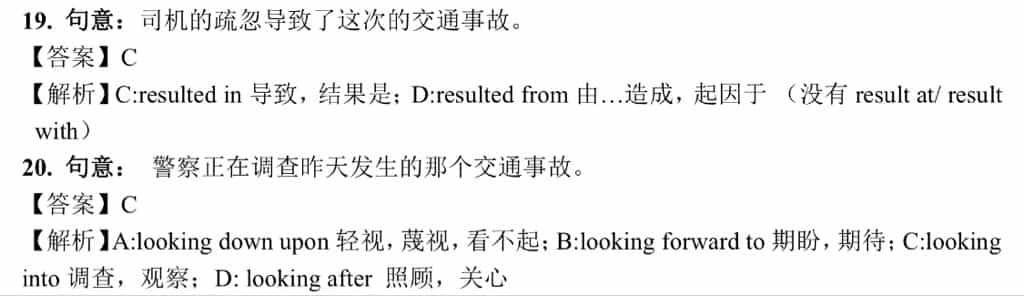 19. 句意：司机的疏忽导致了这次的交通事故。
【答案】C
【解析】C:resulted in 导致，结果是；D:resulted from 由…造成，起因于 （没有 result at/ result
with）
20. 句意： 警察正在调查昨天发生的那个交通事故。
【答案】C
【解析】A:looking down upon 轻视，蔑视，看不起；B:looking forward to 期盼，期待；C:looking
into 调查，观察；D: looking after 照顾，关心